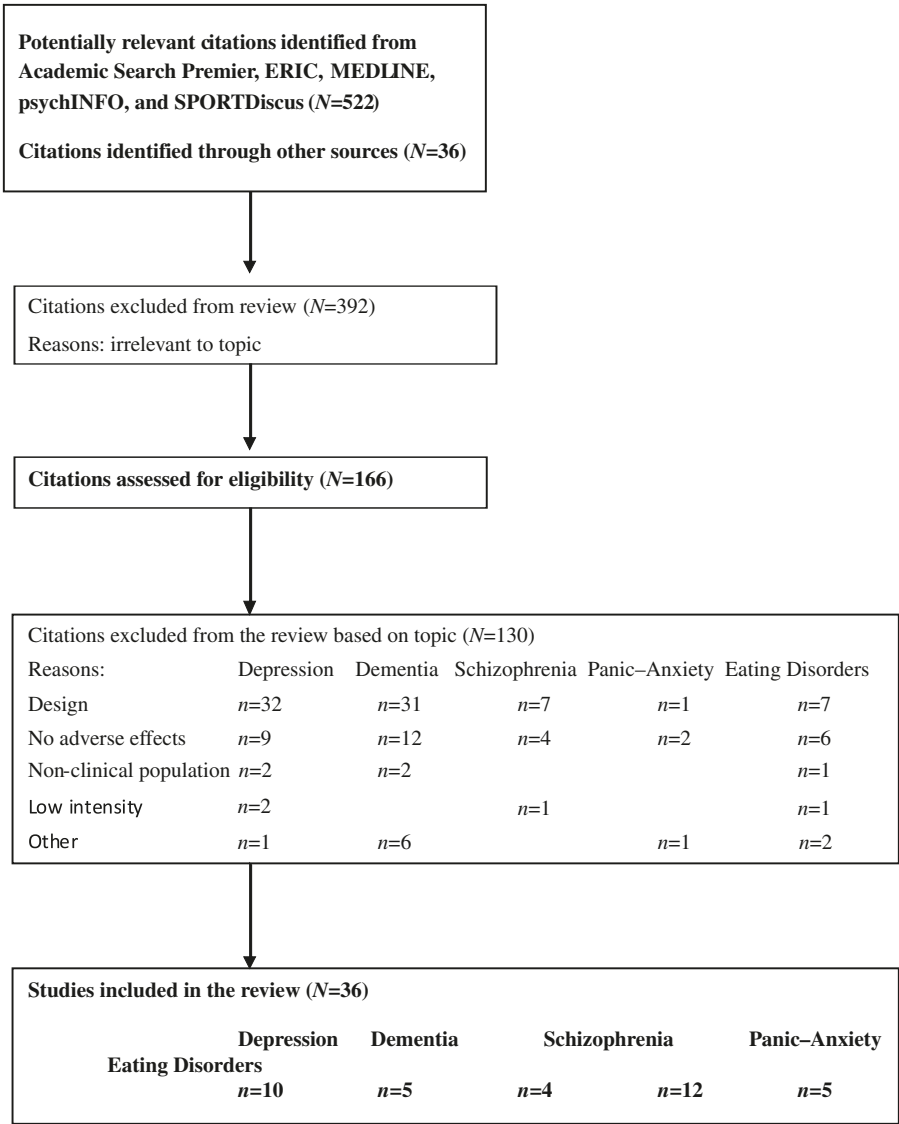 Potentially relevant citations identified from
Academic Search Premier, ERIC, MEDLINE,
psychINFO, and SPORTDiscus (N=522)
Citations identified through other sources (N=36)
Citations excluded from review (N=392)
Reasons: irrelevant to topic
Citations assessed for eligibility (N=166)
Citations excluded from the review based on topic (N=130)
Reasons: Depression Dementia Schizophrenia Panic–Anxiety Eating Disorders
Design n=32 n=31 n=7 n=1 n=7
No adverse effects n=9 n=12 n=4 n=2 n=6
Non-clinical population n=2 n=2 n=1
Low intensity n=2 n=1 n=1
Other n=1 n=6 n=1 n=2
Studies included in the review (N=36)
Depression Dementia Schizophrenia Panic–Anxiety
Eating Disorders
n=10 n=5 n=4 n=12 n=5